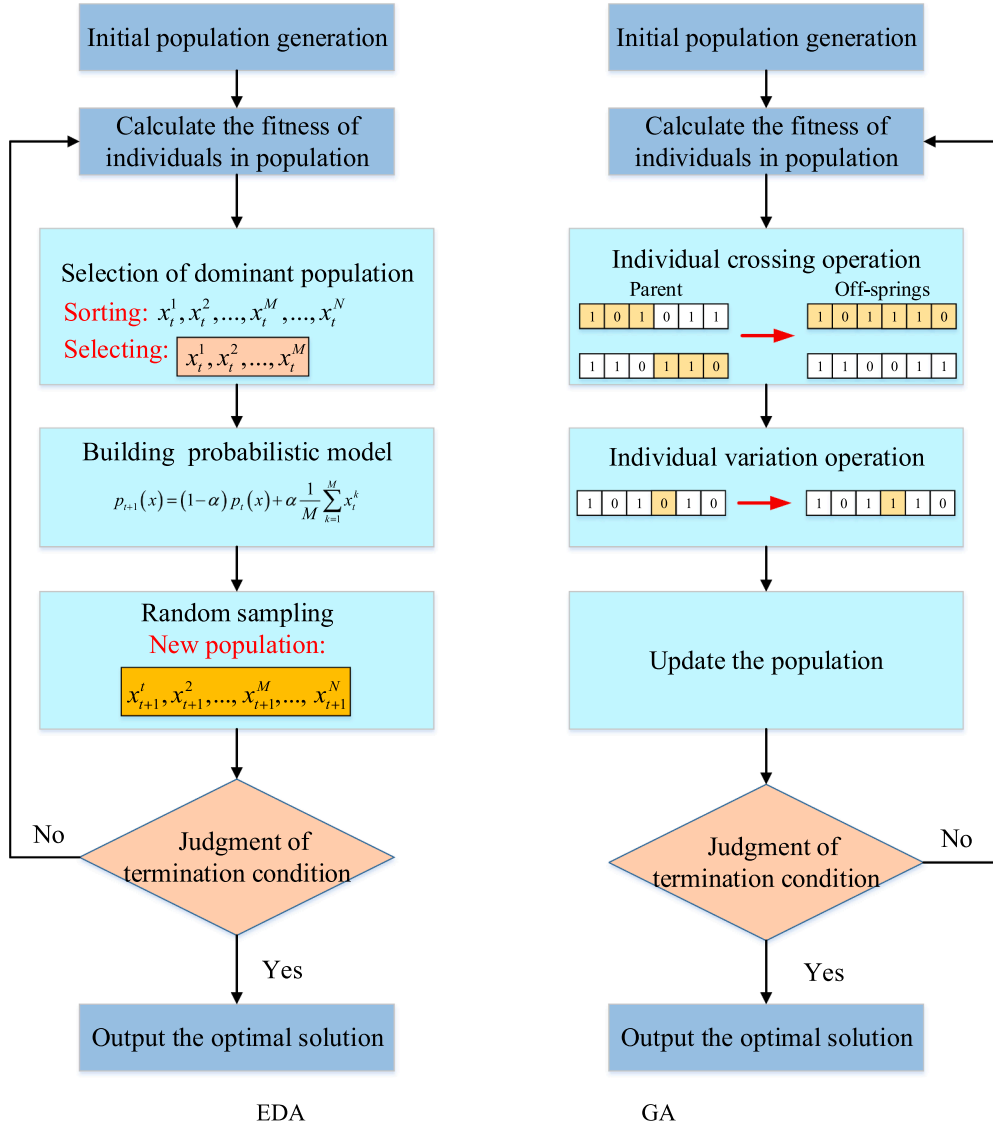 Initial population generation
Calculate the fitness of
individuals in population
Selection of dominant population
Sorting: x_t^1, x_t^2, ..., x_t^M, ..., x_t^N
Selecting: x_t^1, x_t^2, ..., x_t^M
Building probabilistic model
p_{t+1}(x) = (1-α) p_t(x) + α \frac{1}{M} \sum_{k=1}^{M} x_t^k
Random sampling
New population:
x_{t+1}^t, x_{t+1}^2, ..., x_{t+1}^M, ..., x_{t+1}^N
No
Judgment of
termination condition
Yes
Output the optimal solution
EDA
Initial population generation
Calculate the fitness of
individuals in population
Individual crossing operation
Parent Off-springs
1 0 1 0 1 1 1 0 1 1 1 0
1 1 0 1 1 0 1 1 0 0 1 1
Individual variation operation
1 0 1 0 1 0 1 0 1 1 1 0
Update the population
No
Judgment of
termination condition
Yes
Output the optimal solution
GA